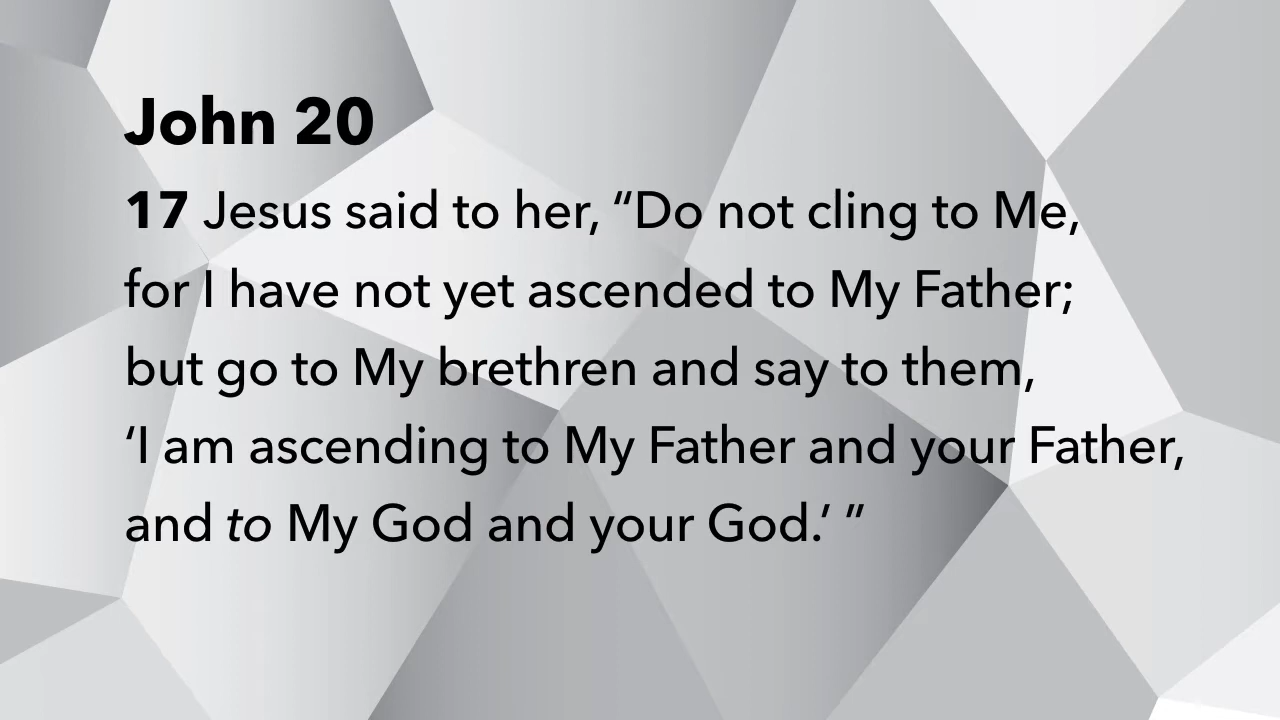 John 20
17 Jesus said to her, “Do not cling to Me,
for I have not yet ascended to My Father;
but go to My brethren and say to them,
‘I am ascending to My Father and your Father,
and to My God and your God.’ ”